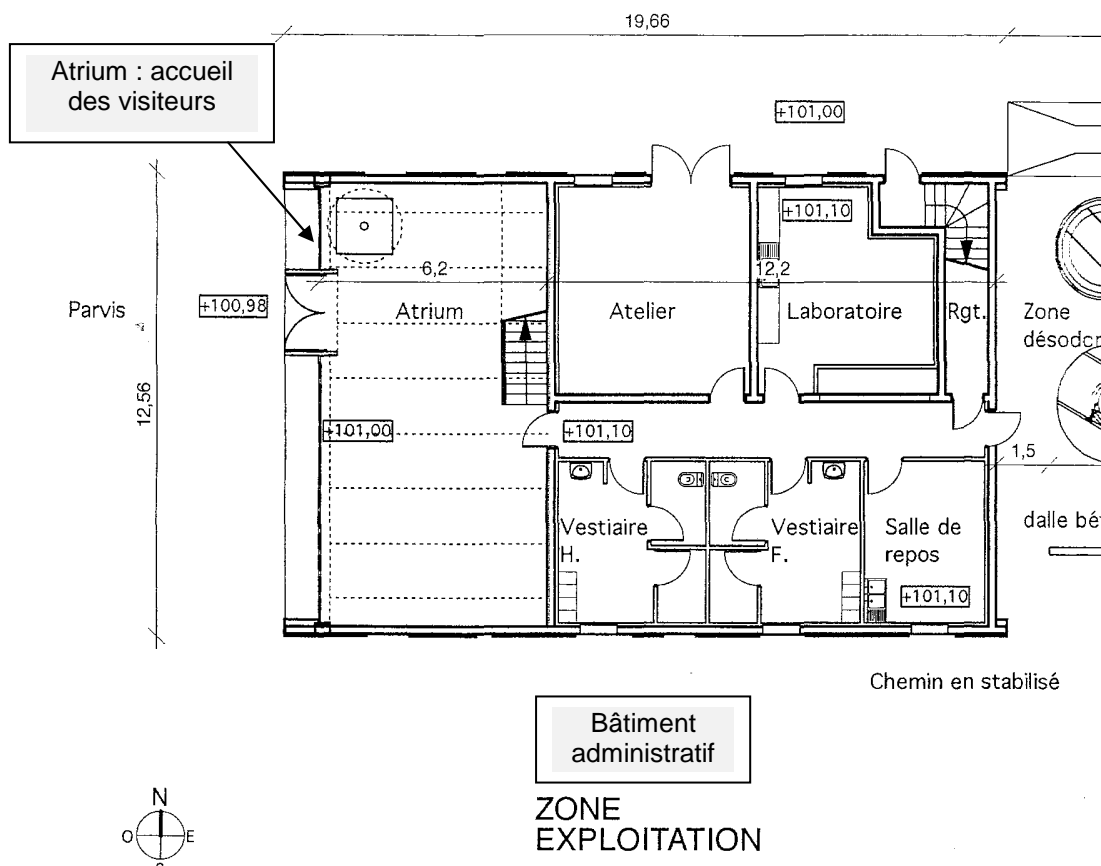 19,66
Atrium : accueil
des visiteurs
+101,00
+101,10
6,2
12,2
Parvis
+100,98
Atrium
Atelier
Laboratoire
Rgt.
Zone
12,56
+101,00
+101,10
1,5
Vestiaire
H.
Vestiaire
F.
Salle de
repos
dalle
+101,10
Chemin en stabilisé
Bâtiment
administratif
ZONE
EXPLOITATION
N
O
E